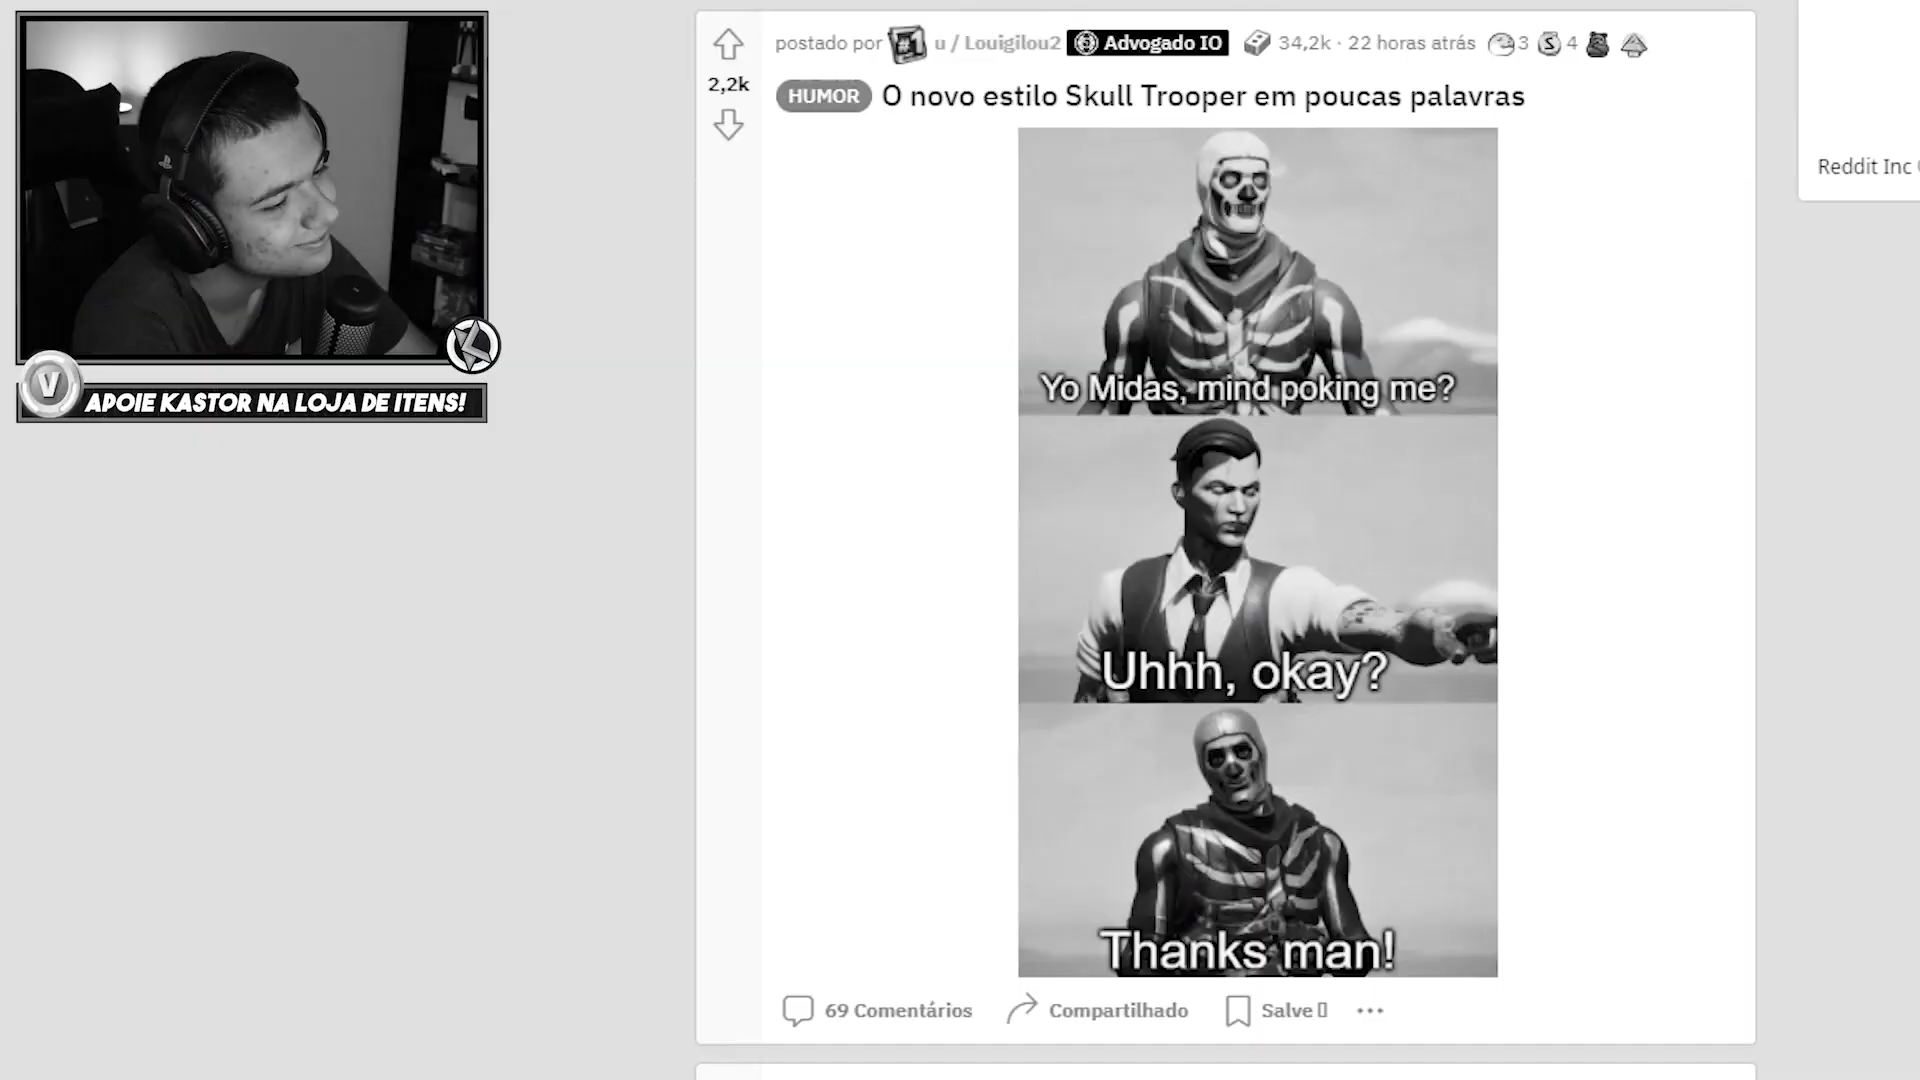 postado por u / Louigilou2 Advogado IO 34,2k · 22 horas atrás 3 4
2,2k
HUMOR O novo estilo Skull Trooper em poucas palavras
Reddit Inc
Yo Midas, mind poking me?
V
APOIE KASTOR NA LOJA DE ITENS!
Uhhh, okay?
Thanks man!
69 Comentários Compartilhado Salve ...